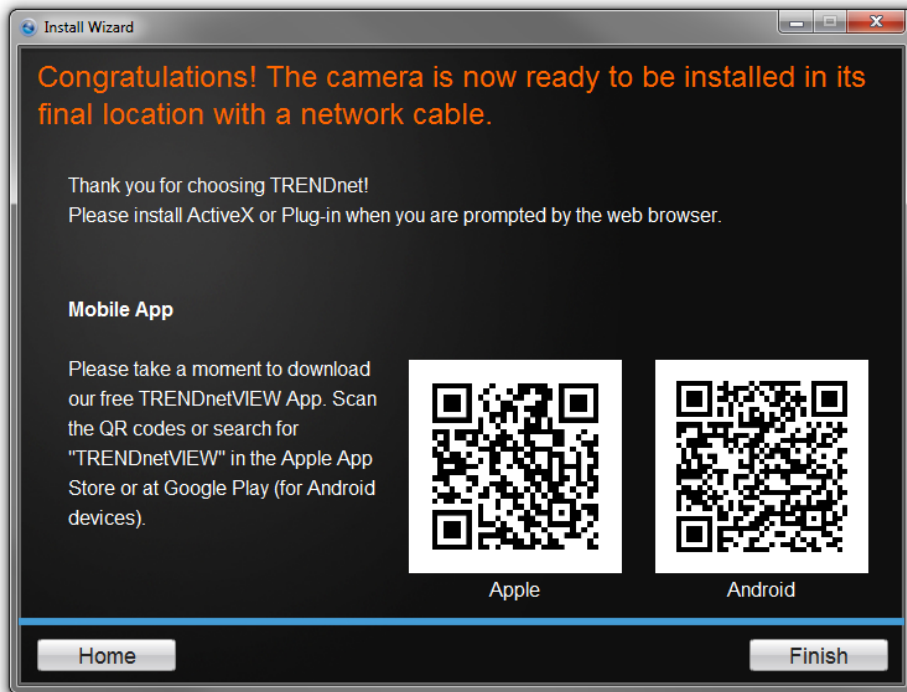 Install Wizard
Congratulations! The camera is now ready to be installed in its
final location with a network cable.
Thank you for choosing TRENDnet!
Please install ActiveX or Plug-in when you are prompted by the web browser.
Mobile App
Please take a moment to download
our free TRENDnetVIEW App. Scan
the QR codes or search for
"TRENDnetVIEW" in the Apple App
Store or at Google Play (for Android
devices).
Apple
Android
Home
Finish